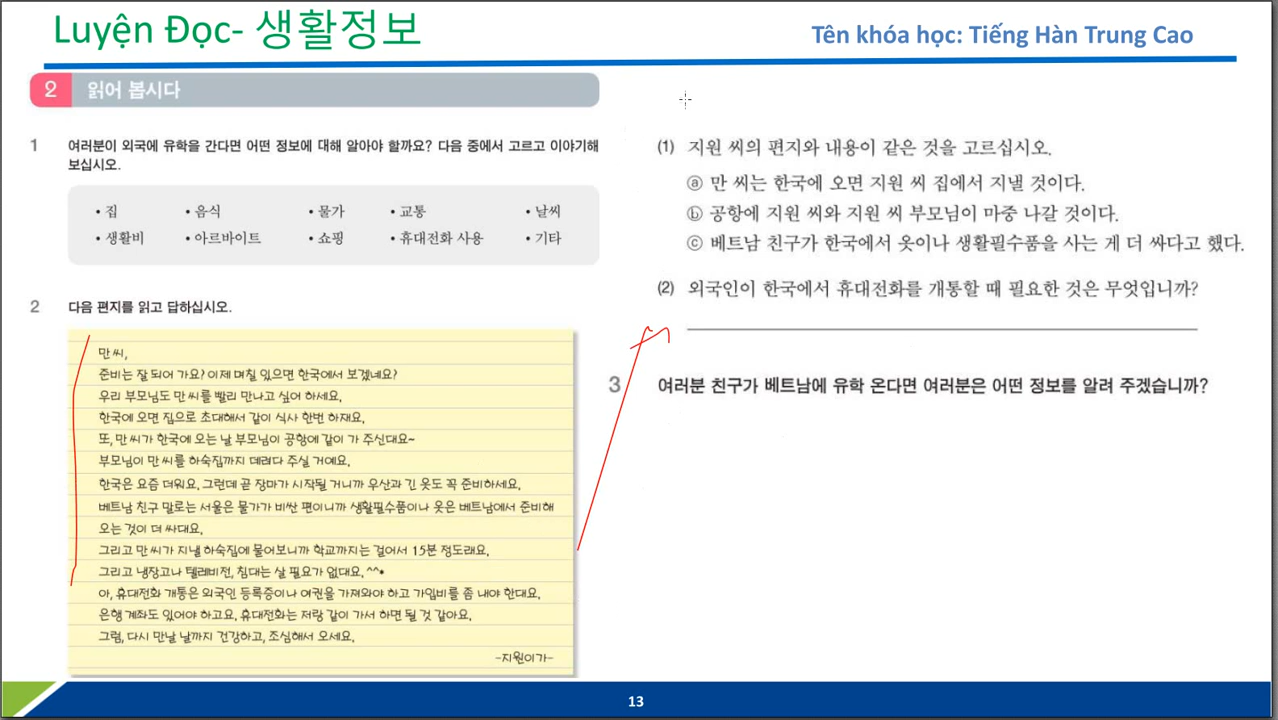 Luyện Đọc- 생활정보
Tên khóa học: Tiếng Hàn Trung Cao
2 읽어 봅시다
1 여러분이 외국에 유학을 간다면 어떤 정보에 대해 알아야 할까요? 다음 중에서 고르고 이야기해
보십시오.
• 집 • 음식 • 물가 • 교통 • 날씨
• 생활비 • 아르바이트 • 쇼핑 • 휴대전화 사용 • 기타
2 다음 편지를 읽고 답하십시오.
만 씨,
준비는 잘 되어 가요? 이제 며칠 있으면 한국에서 보겠네요?
우리 부모님도 만 씨를 빨리 만나고 싶어 하세요.
한국에 오면 집으로 초대해서 같이 식사 한번 하재요.
또, 만 씨가 한국에 오는 날 부모님이 공항에 같이 가 주신대요~
부모님이 만 씨를 하숙집까지 데려다 주실 거예요.
한국은 요즘 더워요. 그런데 곧 장마가 시작될 거니까 우산과 긴 옷도 꼭 준비하세요.
베트남 친구 말로는 서울은 물가가 비싼 편이니까 생활필수품이나 옷은 베트남에서 준비해
오는 것이 더 싸대요.
그리고 만 씨가 지낼 하숙집에 물어보니까 학교까지는 걸어서 15분 정도래요.
그리고 냉장고나 텔레비전, 침대는 살 필요가 없대요. ^^*
아, 휴대전화 개통은 외국인 등록증이나 여권을 가져와야 하고 가입비를 좀 내야 한대요.
은행 계좌도 있어야 하고요. 휴대전화는 저랑 같이 가서 하면 될 것 같아요.
그럼, 다시 만날 날까지 건강하고, 조심해서 오세요.
-지원이가-
(1) 지원 씨의 편지와 내용이 같은 것을 고르십시오.
ⓐ 만 씨는 한국에 오면 지원 씨 집에서 지낼 것이다.
ⓑ 공항에 지원 씨와 지원 씨 부모님이 마중 나갈 것이다.
ⓒ 베트남 친구가 한국에서 옷이나 생활필수품을 사는 게 더 싸다고 했다.
(2) 외국인이 한국에서 휴대전화를 개통할 때 필요한 것은 무엇입니까?
3 여러분 친구가 베트남에 유학 온다면 여러분은 어떤 정보를 알려 주겠습니까?
13